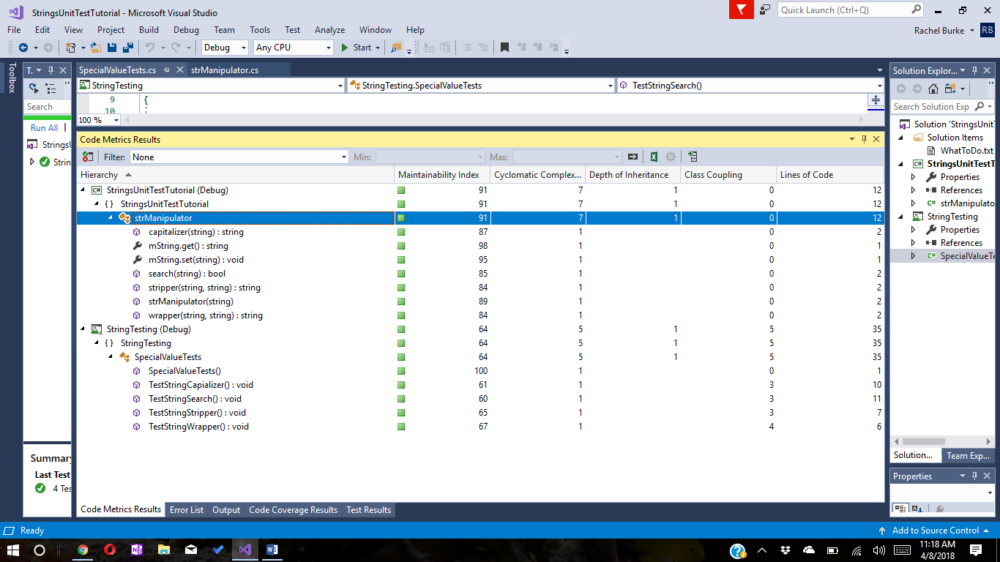 StringsUnitTestTutorial - Microsoft Visual Studio
Quick Launch (Ctrl+Q)
File Edit View Project Build Debug Team Tools Test Analyze Window Help
Rachel Burke RB
Debug Any CPU Start
Toolbox
T...
Search
Run All
StringsU
Strin
SpecialValueTests.cs strManipulator.cs
StringTesting StringTesting.SpecialValueTests TestStringSearch()
9 {
10
100 %
Code Metrics Results
Filter: None Min: Max:
Hierarchy Maintainability Index Cyclomatic Complex... Depth of Inheritance Class Coupling Lines of Code
StringsUnitTestTutorial (Debug) 91 7 1 0 12
{ } StringsUnitTestTutorial 91 7 1 0 12
strManipulator 91 7 1 0 12
capitalizer(string) : string 87 1 0 2
mString.get() : string 98 1 0 1
mString.set(string) : void 95 1 0 1
search(string) : bool 85 1 0 2
stripper(string, string) : string 84 1 0 2
strManipulator(string) 89 1 0 2
wrapper(string, string) : string 84 1 0 2
StringTesting (Debug) 64 5 1 5 35
{ } StringTesting 64 5 1 5 35
SpecialValueTests 64 5 1 5 35
SpecialValueTests() 100 1 0 1
TestStringCapializer() : void 61 1 3 10
TestStringSearch() : void 60 1 3 11
TestStringStripper() : void 65 1 3 7
TestStringWrapper() : void 67 1 4 6
Summary
Last Test
4 Tes
Code Metrics Results Error List Output Code Coverage Results Test Results
Solution Explor...
Search Solution Exp
Solution 'StringsUnitT
Solution Items
WhatToDo.txt
C# StringsUnitTestT
Properties
References
C# strManipulato
StringTesting
Properties
References
C# SpecialValueTe
Solution... Team Exp...
Properties
Ready
Add to Source Control
11:18 AM
4/8/2018